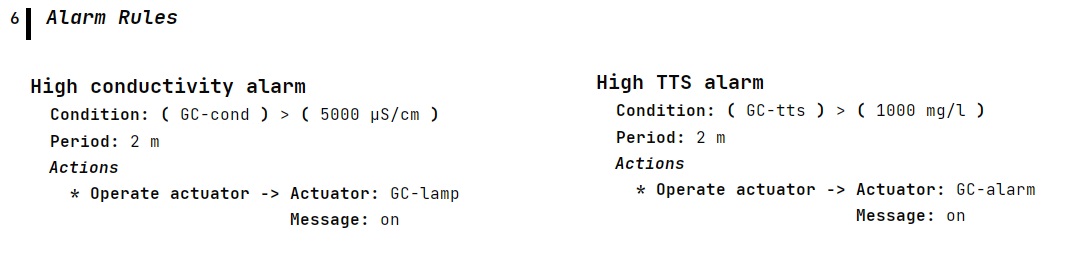 6 Alarm Rules
High conductivity alarm
Condition: ( GC-cond ) > ( 5000 µS/cm )
Period: 2 m
Actions
* Operate actuator -> Actuator: GC-lamp
Message: on
High TTS alarm
Condition: ( GC-tts ) > ( 1000 mg/l )
Period: 2 m
Actions
* Operate actuator -> Actuator: GC-alarm
Message: on